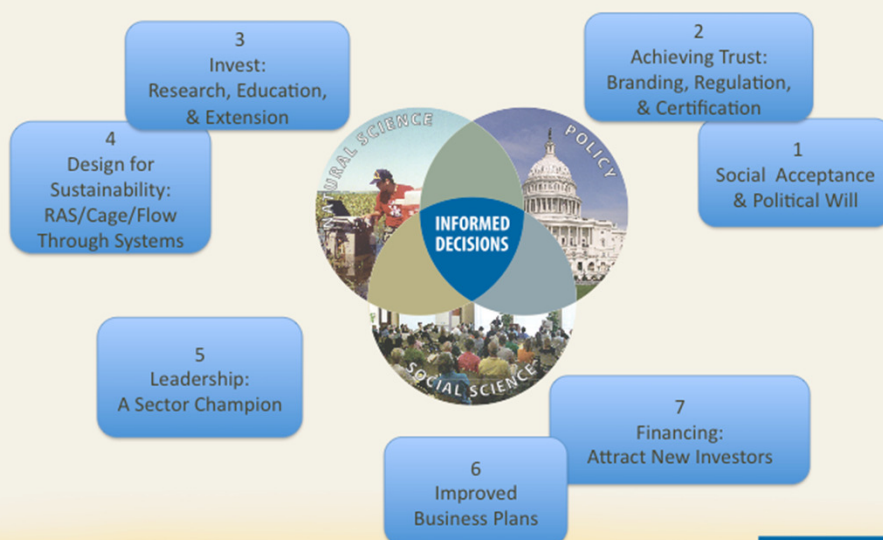 3
Invest:
Research, Education,
& Extension
2
Achieving Trust:
Branding, Regulation,
& Certification
4
Design for
Sustainability:
RAS/Cage/Flow
Through Systems
1
Social Acceptance
& Political Will
NATURAL SCIENCE
POLICY
INFORMED
DECISIONS
SOCIAL SCIENCE
5
Leadership:
A Sector Champion
7
Financing:
Attract New Investors
6
Improved
Business Plans